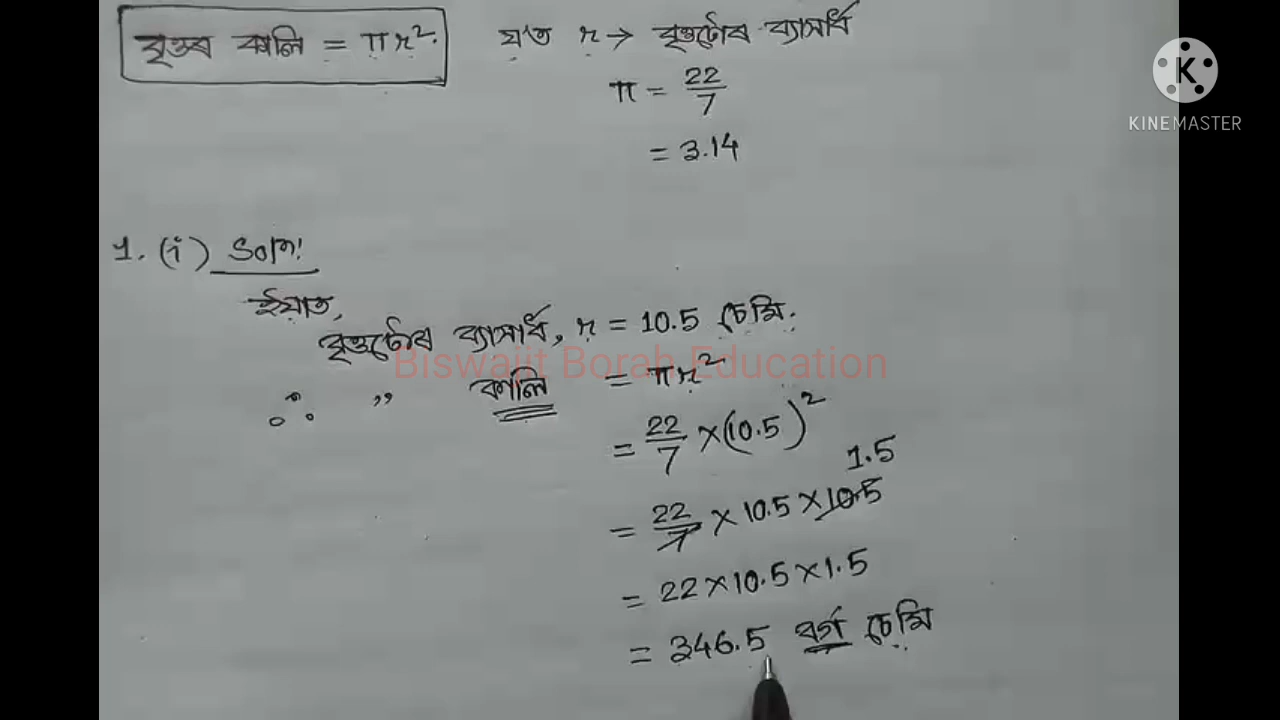 বৃত্তৰ কালি = πr². য'ত r → বৃত্তটোৰ ব্যাসাৰ্ধ
π = 22/7
= 3.14
KINEMASTER
1. (i) Soln:
ইয়াত,
বৃত্তটোৰ ব্যাসাৰ্ধ, r = 10.5 চেমি.
Biswajit Borah Education
∴ " কালি = πr²
= 22/7 × (10.5)²
1.5
= 22/7 × 10.5 × 10.5
= 22 × 10.5 × 1.5
= 346.5 বৰ্গ চেমি